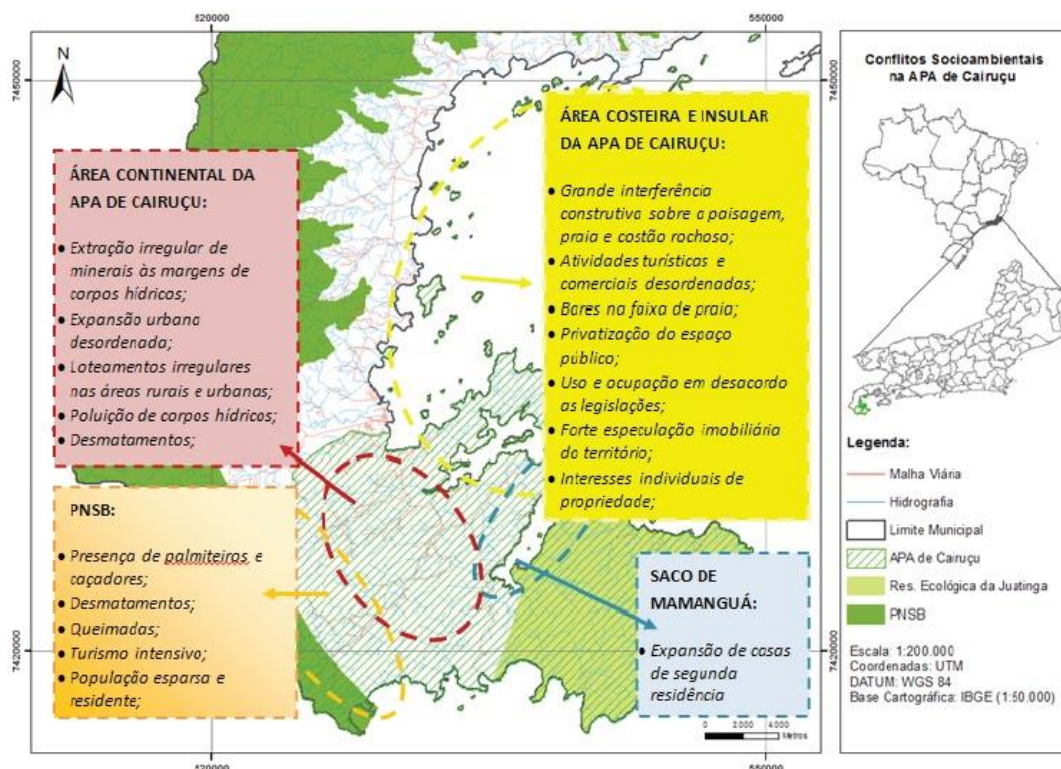 520000
550000
N
7450000
7450000
ÁREA CONTINENTAL DA
APA DE CAIRUÇU:
• Extração irregular de
minerais às margens de
corpos hídricos;
• Expansão urbana
desordenada;
• Loteamentos irregulares
nas áreas rurais e urbanas;
• Poluição de corpos hídricos;
• Desmatamentos;
PNSB:
• Presença de palmiteiros e
caçadores;
• Desmatamentos;
• Queimadas;
• Turismo intensivo;
• População esparsa e
residente;
ÁREA COSTEIRA E INSULAR
DA APA DE CAIRUÇU:
• Grande interferência
construtiva sobre a paisagem,
praia e costão rochoso;
• Atividades turísticas e
comerciais desordenadas;
• Bares na faixa de praia;
• Privatização do espaço
público;
• Uso e ocupação em desacordo
as legislações;
• Forte especulação imobiliária
do território;
• Interesses individuais de
propriedade;
SACO DE
MAMANGUÁ:
• Expansão de casas
de segunda
residência
7420000
7420000
0 2.000 4.000
Metros
520000
550000
Conflitos Socioambientais
na APA de Cairuçu
Legenda:
Malha Viária
Hidrografia
Limite Municipal
APA de Cairuçu
Res. Ecológica da Juatinga
PNSB
Escala: 1:200.000
Coordenadas: UTM
DATUM: WGS 84
Base Cartográfica: IBGE (1:50.000)